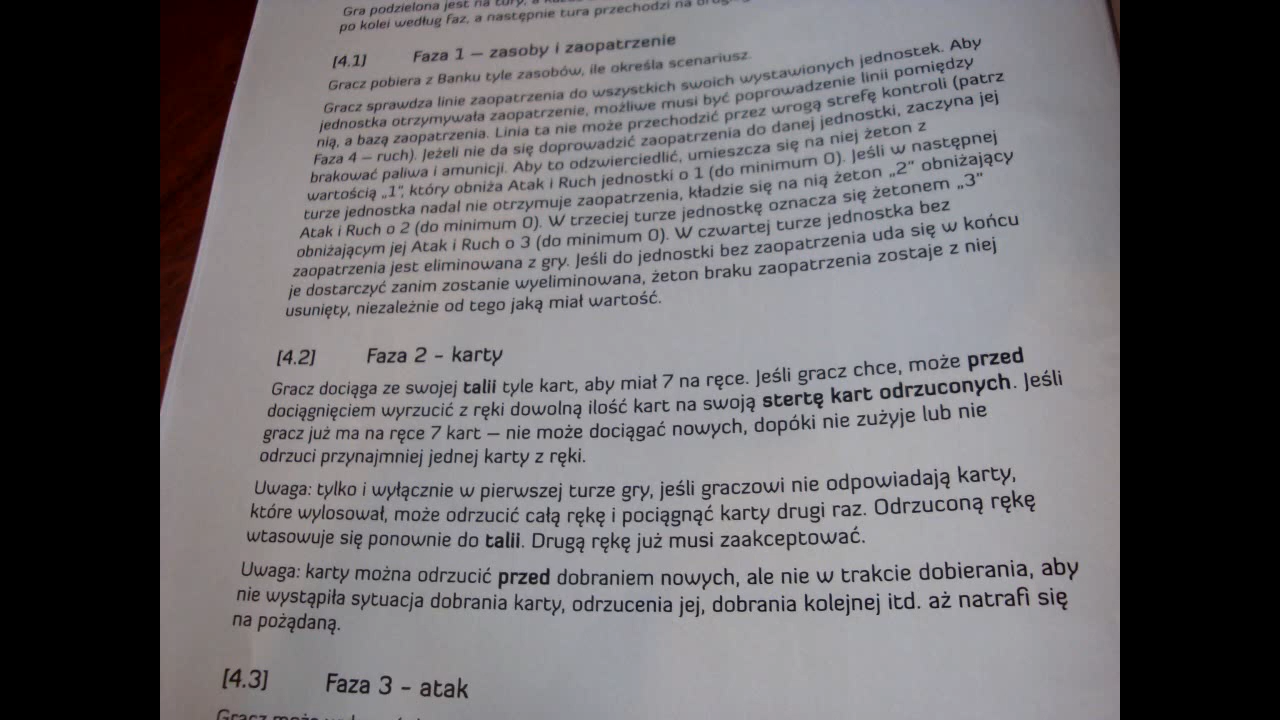 Gra podzielona jest na tury, a
po kolei według faz, a następnie tura przechodzi na
[4.1] Faza 1 – zasoby i zaopatrzenie
Gracz pobiera z Banku tyle zasobów, ile określa scenariusz.
Gracz sprawdza linie zaopatrzenia do wszystkich swoich wystawionych jednostek. Aby
jednostka otrzymywała zaopatrzenie, możliwe musi być poprowadzenie linii pomiędzy
nią, a bazą zaopatrzenia. Linia ta nie może przechodzić przez wrogą strefę kontroli (patrz
Faza 4 – ruch). Jeżeli nie da się doprowadzić zaopatrzenia do danej jednostki, zaczyna jej
brakować paliwa i amunicji. Aby to odzwierciedlić, umieszcza się na niej żeton z
wartością „1”, który obniża Atak i Ruch jednostki o 1 (do minimum 0). Jeśli w następnej
turze jednostka nadal nie otrzymuje zaopatrzenia, kładzie się na nią żeton „2” obniżający
Atak i Ruch o 2 (do minimum 0). W trzeciej turze jednostkę oznacza się żetonem „3”
obniżającym jej Atak i Ruch o 3 (do minimum 0). W czwartej turze jednostka bez
zaopatrzenia jest eliminowana z gry. Jeśli do jednostki bez zaopatrzenia uda się w końcu
je dostarczyć zanim zostanie wyeliminowana, żeton braku zaopatrzenia zostaje z niej
usunięty, niezależnie od tego jaką miał wartość.
[4.2] Faza 2 - karty
Gracz dociąga ze swojej talii tyle kart, aby miał 7 na ręce. Jeśli gracz chce, może przed
dociągnięciem wyrzucić z ręki dowolną ilość kart na swoją stertę kart odrzuconych. Jeśli
gracz już ma na ręce 7 kart – nie może dociągać nowych, dopóki nie zużyje lub nie
odrzuci przynajmniej jednej karty z ręki.
Uwaga: tylko i wyłącznie w pierwszej turze gry, jeśli graczowi nie odpowiadają karty,
które wylosował, może odrzucić całą rękę i pociągnąć karty drugi raz. Odrzuconą rękę
wtasowuje się ponownie do talii. Drugą rękę już musi zaakceptować.
Uwaga: karty można odrzucić przed dobraniem nowych, ale nie w trakcie dobierania, aby
nie wystąpiła sytuacja dobrania karty, odrzucenia jej, dobrania kolejnej itd. aż natrafi się
na pożądaną.
[4.3] Faza 3 - atak
Gracz może